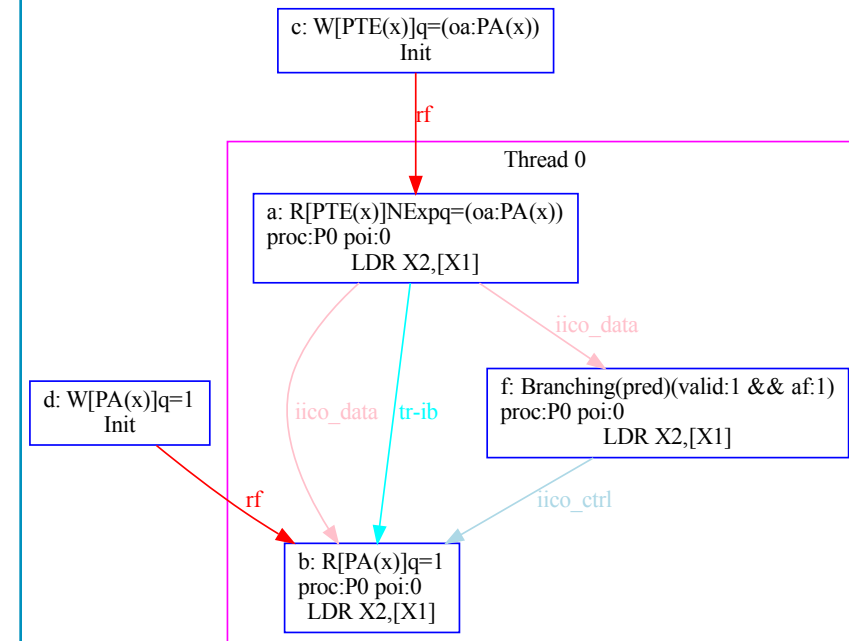 c: W[PTE(x)]q=(oa:PA(x))
Init
rf
Thread 0
a: R[PTE(x)]NExpq=(oa:PA(x))
proc:P0 poi:0
LDR X2,[X1]
iico_data
d: W[PA(x)]q=1
Init
iico_data
tr-ib
f: Branching(pred)(valid:1 && af:1)
proc:P0 poi:0
LDR X2,[X1]
rf
iico_ctrl
b: R[PA(x)]q=1
proc:P0 poi:0
LDR X2,[X1]